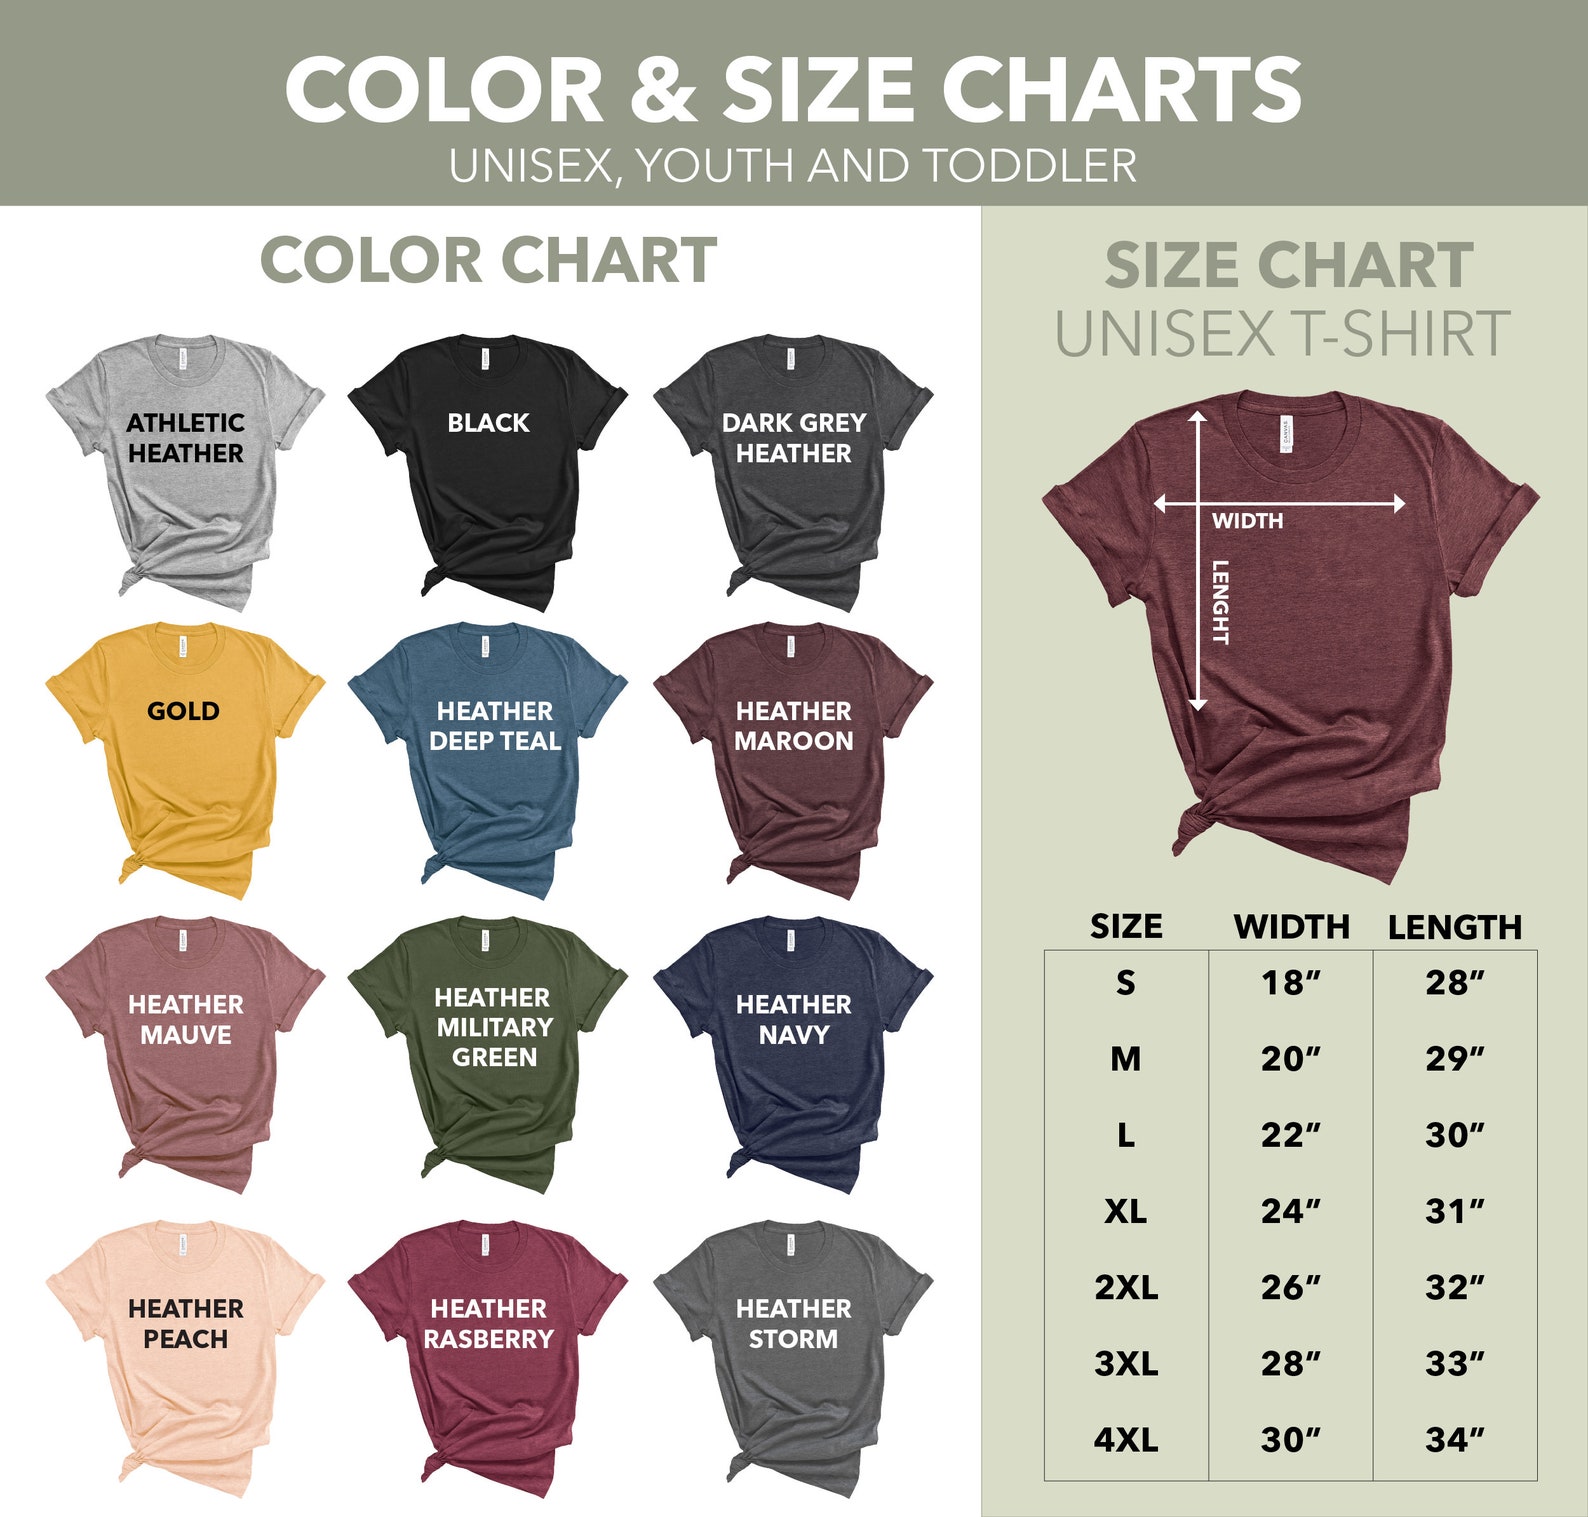 COLOR & SIZE CHARTS
UNISEX, YOUTH AND TODDLER
COLOR CHART
ATHLETIC
HEATHER
BLACK
DARK GREY
HEATHER
GOLD
HEATHER
DEEP TEAL
HEATHER
MAROON
HEATHER
MAUVE
HEATHER
MILITARY
GREEN
HEATHER
NAVY
HEATHER
PEACH
HEATHER
RASBERRY
HEATHER
STORM
SIZE CHART
UNISEX T-SHIRT
CANVAS
WIDTH
LENGHT
SIZE WIDTH LENGTH
S 18” 28”
M 20” 29”
L 22” 30”
XL 24” 31”
2XL 26” 32”
3XL 28” 33”
4XL 30” 34”